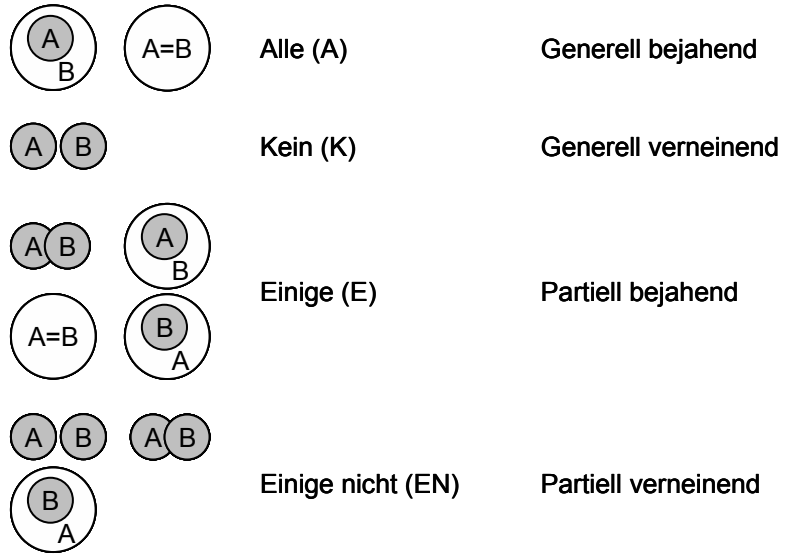 A B A=B Alle (A) Generell bejahend
A B Kein (K) Generell verneinend
A B A B
Einige (E) Partiell bejahend
A=B B A
A B A B
Einige nicht (EN) Partiell verneinend
B A